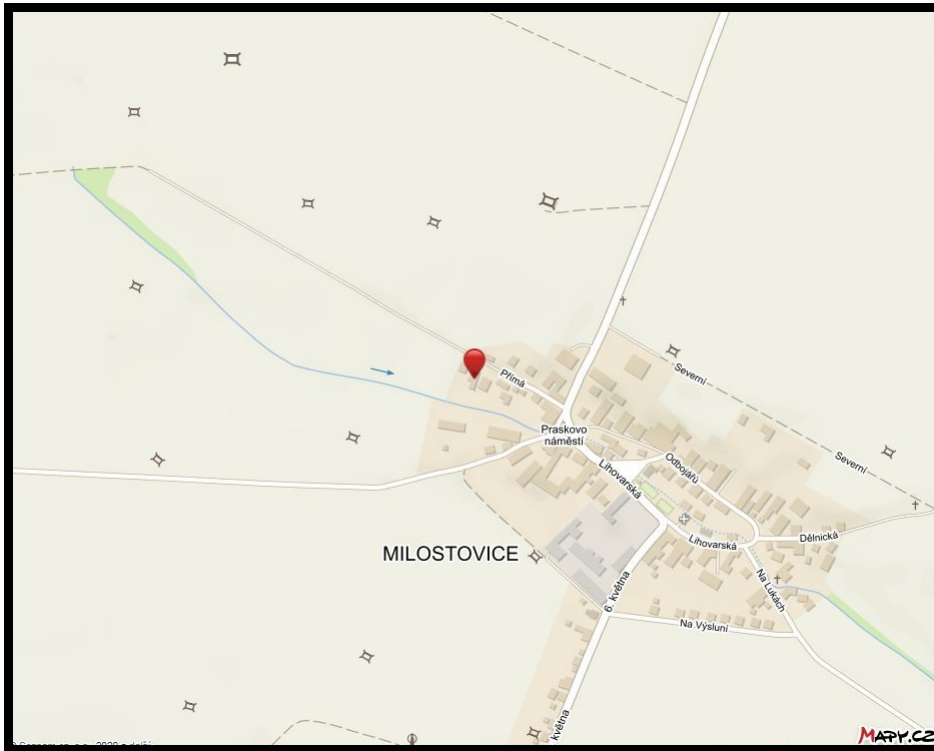 Severní
Přímá
Praskovo
náměstí
Lihovarská
Odbojářů
Severní
Lihovarská
Dělnická
MILOSTOVICE
6. května
Na Lukách
Na Výsluní
května
MAPY.CZ